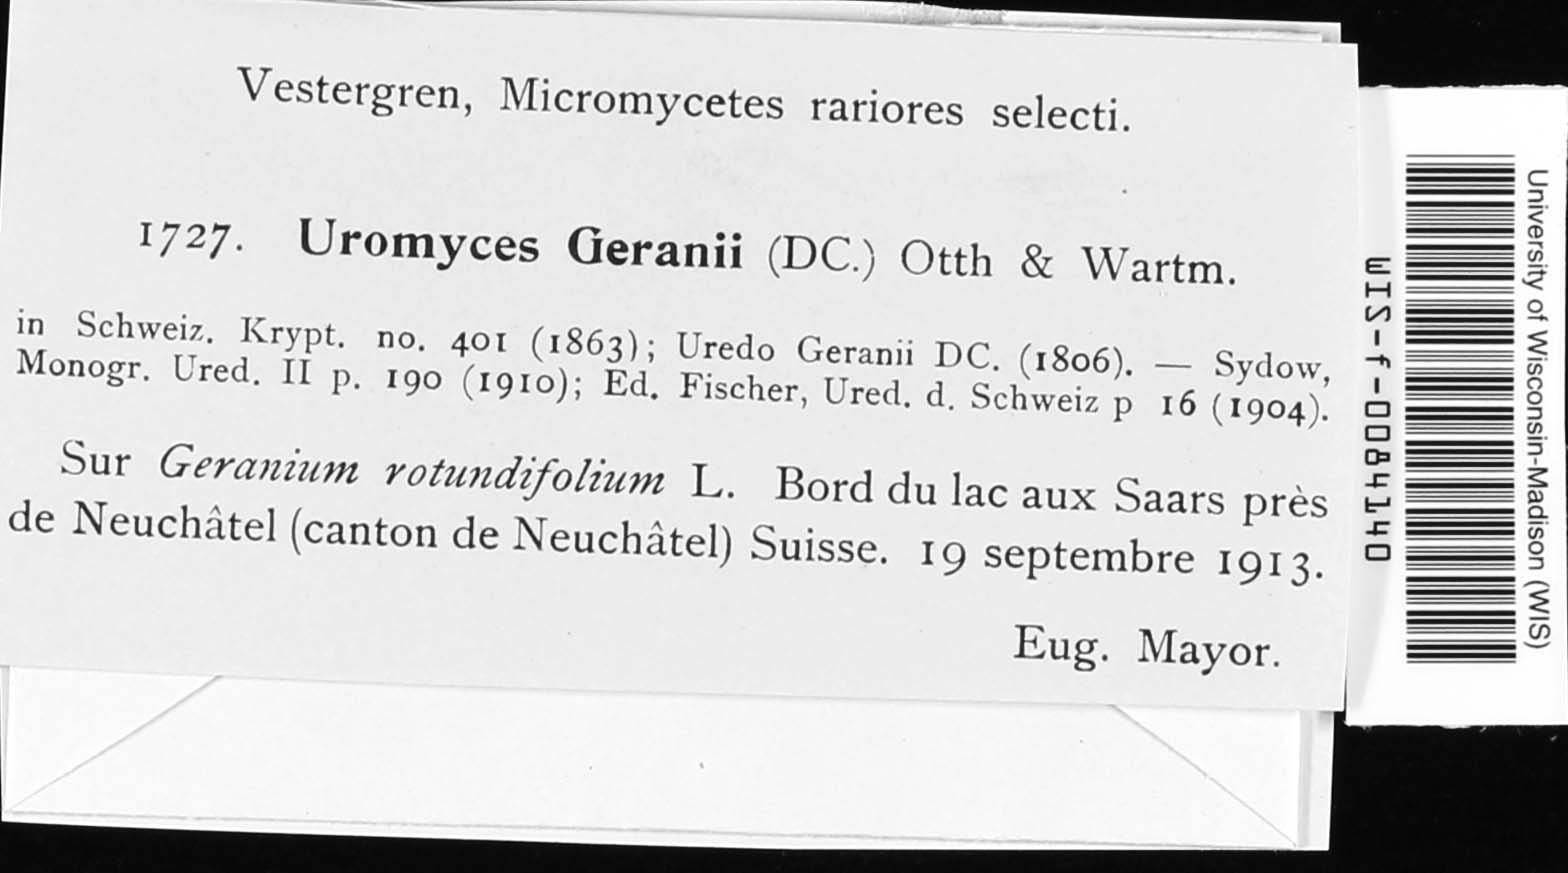 Vestergren, Micromycetes rariores selecti.
1727. Uromyces Geranii (DC.) Otth & Wartm.
in Schweiz. Krypt. no. 401 (1863); Uredo Geranii DC. (1806). — Sydow,
Monogr. Ured. II p. 190 (1910); Ed. Fischer, Ured. d. Schweiz p 16 (1904).
Sur Geranium rotundifolium L. Bord du lac aux Saars près
de Neuchâtel (canton de Neuchâtel) Suisse. 19 septembre 1913.
Eug. Mayor.
University of Wisconsin-Madison (WIS)
WIS-f-0084140